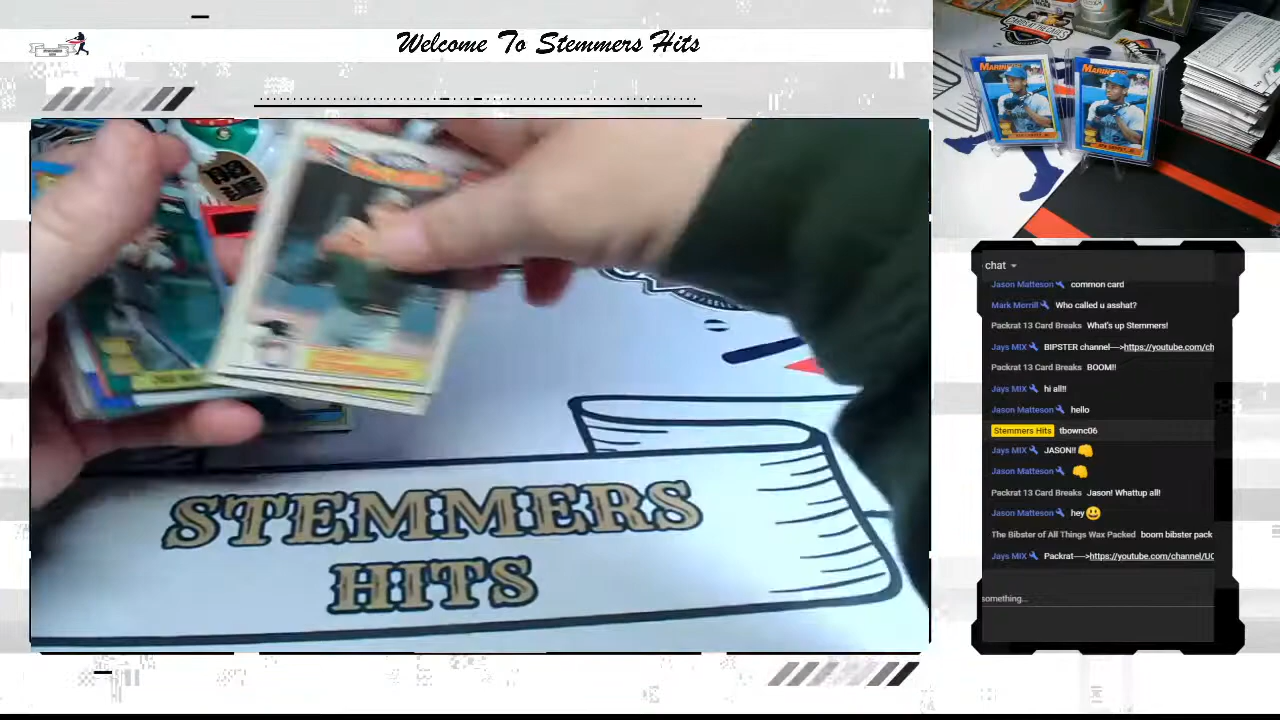 Welcome To Stemmers Hits
MARINERS
MARINERS
STEMMERS
HITS
chat
Jason Matteson common card
Mark Merrill Who called u asshat?
Packrat 13 Card Breaks What's up Stemmers!
Jays MIX BIPSTER channel---->https://youtube.com/ch
Packrat 13 Card Breaks BOOM!!
Jays MIX hi all!!
Jason Matteson hello
Stemmers Hits tbownc06
Jays MIX JASON!! 👊
Jason Matteson 👊
Packrat 13 Card Breaks Jason! Whattup all!
Jason Matteson hey 😃
The Bibster of All Things Wax Packed boom bibster pack
Jays MIX Packrat---->https://youtube.com/channel/UC
something...